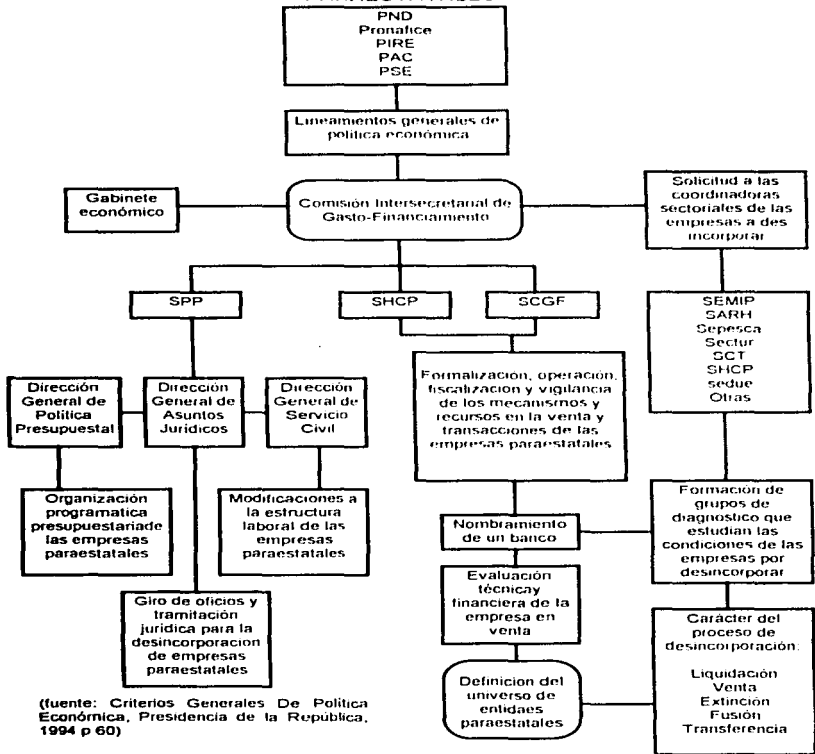 PND
Pronafice
PIRE
PAC
PSE
Lineamientos generales de
política económica
Gabinete
económico
Comisión Intersecretarial de
Gasto-Financiamiento
Solicitud a las
coordinadoras
sectoriales de las
empresas a des
incorporar
SPP
SHCP
SCGF
SEMIP
SARH
Sepesca
Sectur
SCT
SHCP
sedue
Otras
Formalización, operación,
fiscalización y vigilancia
de los mecanismos y
recursos en la venta y
transacciones de las
empresas paraestatales
Dirección
General de
Política
Presupuestal
Dirección
General de
Asuntos
Jurídicos
Dirección
General de
Servicio
Civil
Organización
programatica
presupuestariade
las empresas
paraestatales
Modificaciones a
la estructura
laboral de las
empresas
paraestatales
Nombramiento
de un banco
Formación de
grupos de
diagnostico que
estudian las
condiciones de las
empresas por
desincorporar
Evaluación
técnicay
financiera de la
empresa en
venta
Giro de oficios y
tramitación
jurídica para la
desincorporacion
de empresas
paraestatales
Carácter del
proceso de
desincorporación:
Liquidación
Venta
Extinción
Fusión
Transferencia
Definicion del
universo de
entidaes
paraestatales
(fuente: Criterios Generales De Política
Económica, Presidencia de la República,
1994 p 60)